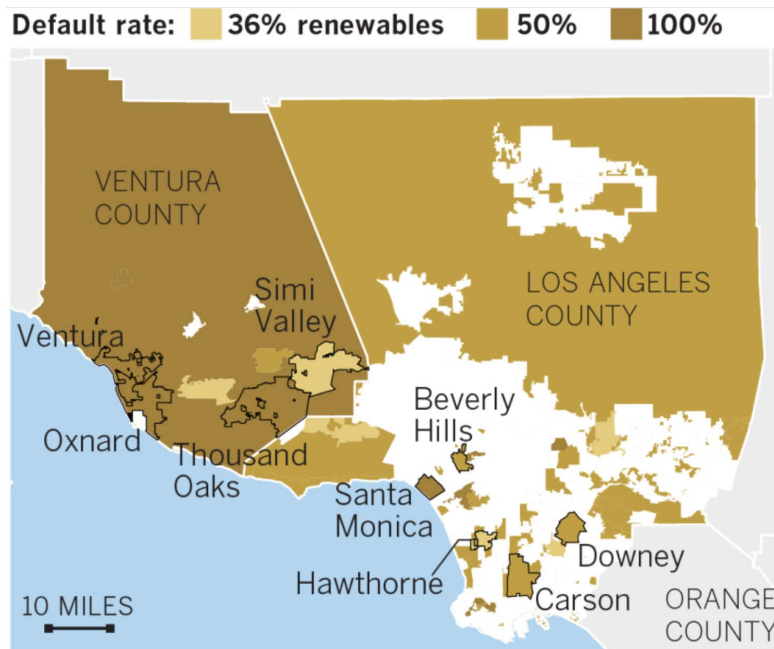 Default rate: 36% renewables 50% 100%
VENTURA
COUNTY
Simi
Valley
LOS ANGELES
COUNTY
Ventura
Beverly
Hills
Oxnard
Thousand
Oaks
Santa
Monica
Downey
Hawthorne
Carson
10 MILES
ORANGE
COUNTY